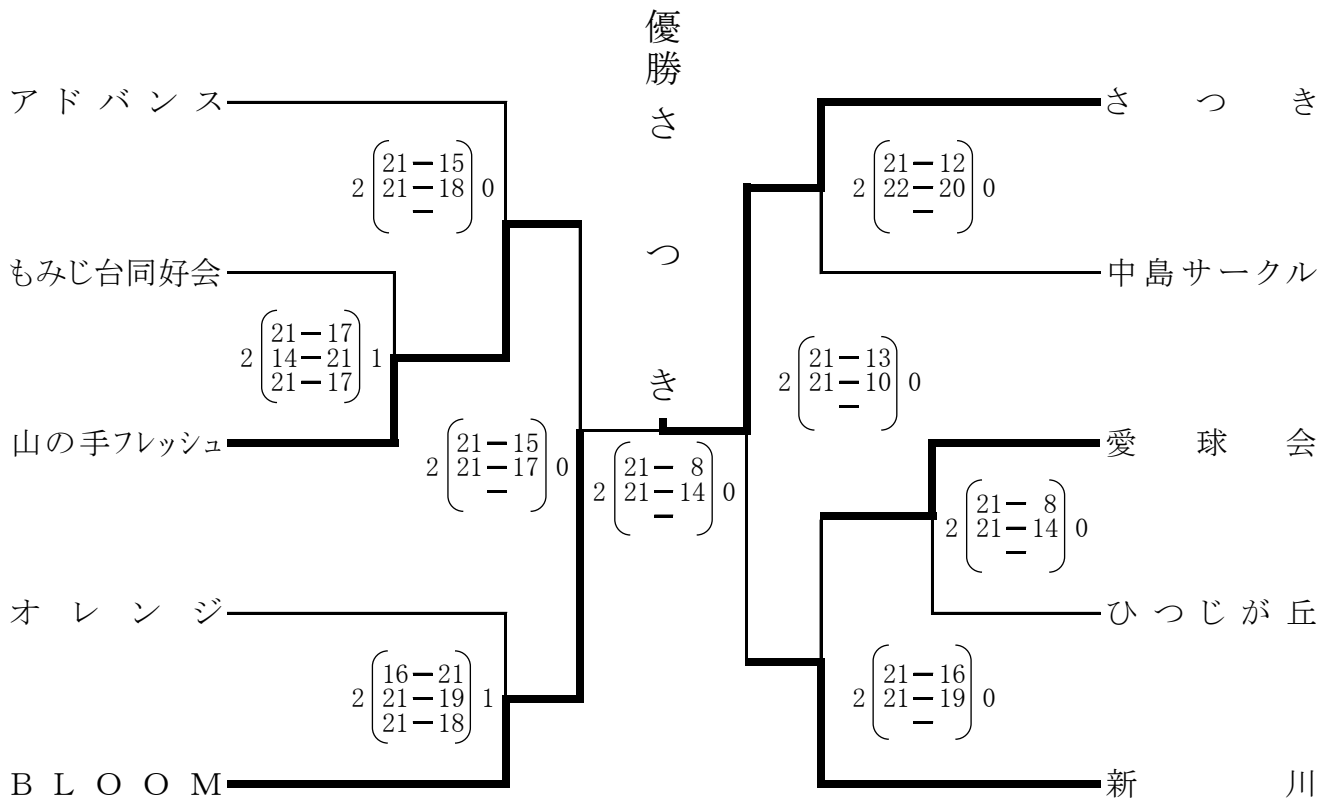 優勝 さつき
アドバンス
2 21－15 0
21－18
－
もみじ台同好会
2 21－17 1
14－21
21－17
山の手フレッシュ
2 21－15 0
21－17
－
オレンジ
2 16－21 1
21－19
21－18
BLOOM
2 21－ 8 0
21－14
－
さつき
2 21－12 0
22－20
－
中島サークル
2 21－13 0
21－10
－
愛球会
2 21－ 8 0
21－14
－
ひつじが丘
2 21－16 0
21－19
－
新川